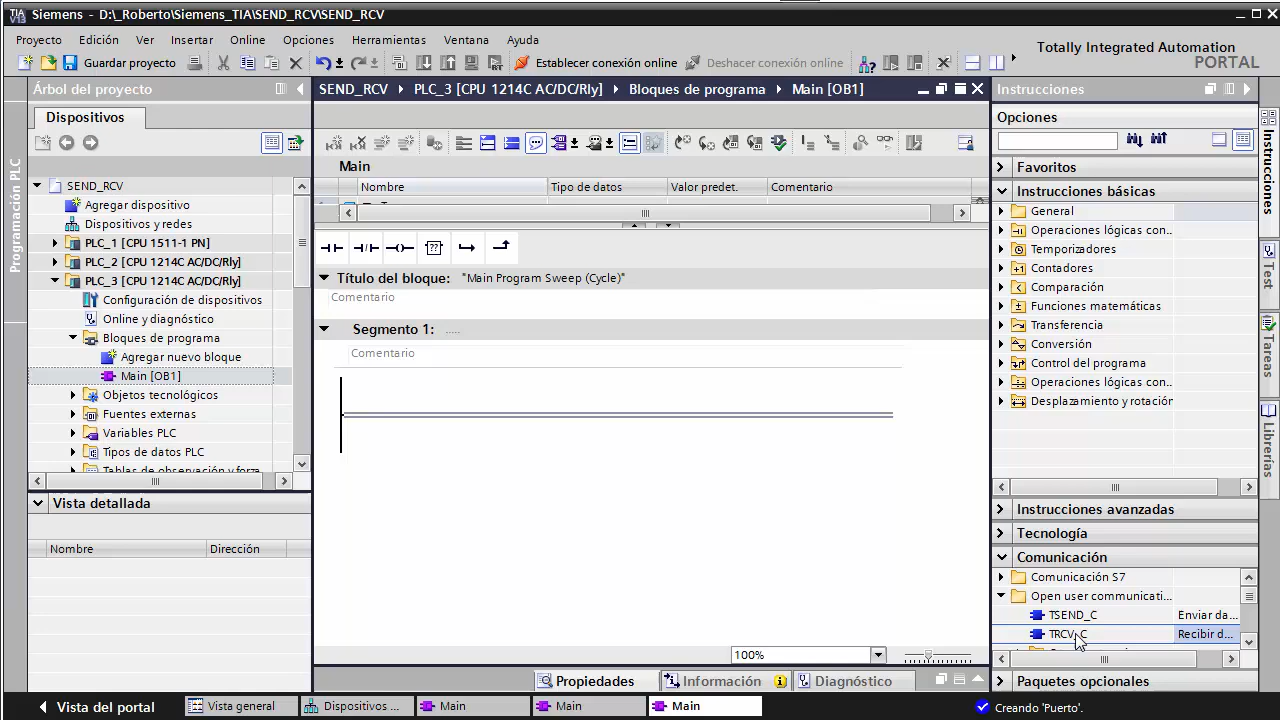 TIA V13 Siemens - D:\_Roberto\Siemens_TIA\SEND_RCV\SEND_RCV
Proyecto Edición Ver Insertar Online Opciones Herramientas Ventana Ayuda
Totally Integrated Automation
PORTAL
Guardar proyecto Establecer conexión online Deshacer conexión online
Árbol del proyecto
Dispositivos
Programación PLC
SEND_RCV
Agregar dispositivo
Dispositivos y redes
PLC_1 [CPU 1511-1 PN]
PLC_2 [CPU 1214C AC/DC/Rly]
PLC_3 [CPU 1214C AC/DC/Rly]
Configuración de dispositivos
Online y diagnóstico
Bloques de programa
Agregar nuevo bloque
Main [OB1]
Objetos tecnológicos
Fuentes externas
Variables PLC
Tipos de datos PLC
Tablas de observación y forza
Vista detallada
Nombre Dirección
SEND_RCV PLC_3 [CPU 1214C AC/DC/Rly] Bloques de programa Main [OB1]
Main
Nombre Tipo de datos Valor predet. Comentario
??
Título del bloque: "Main Program Sweep (Cycle)"
Comentario
Segmento 1: .....
Comentario
100%
Propiedades Información Diagnóstico
Instrucciones
Opciones
Favoritos
Instrucciones básicas
General
Operaciones lógicas con...
Temporizadores
Contadores
Comparación
Funciones matemáticas
Transferencia
Conversión
Control del programa
Operaciones lógicas con...
Desplazamiento y rotación
Instrucciones avanzadas
Tecnología
Comunicación
Comunicación S7
Open user communicati...
TSEND_C Enviar da...
TRCV_C Recibir d...
Paquetes opcionales
Instrucciones
Test
Tareas
Librerías
Vista del portal Vista general Dispositivos ... Main Main Main Creando 'Puerto'.